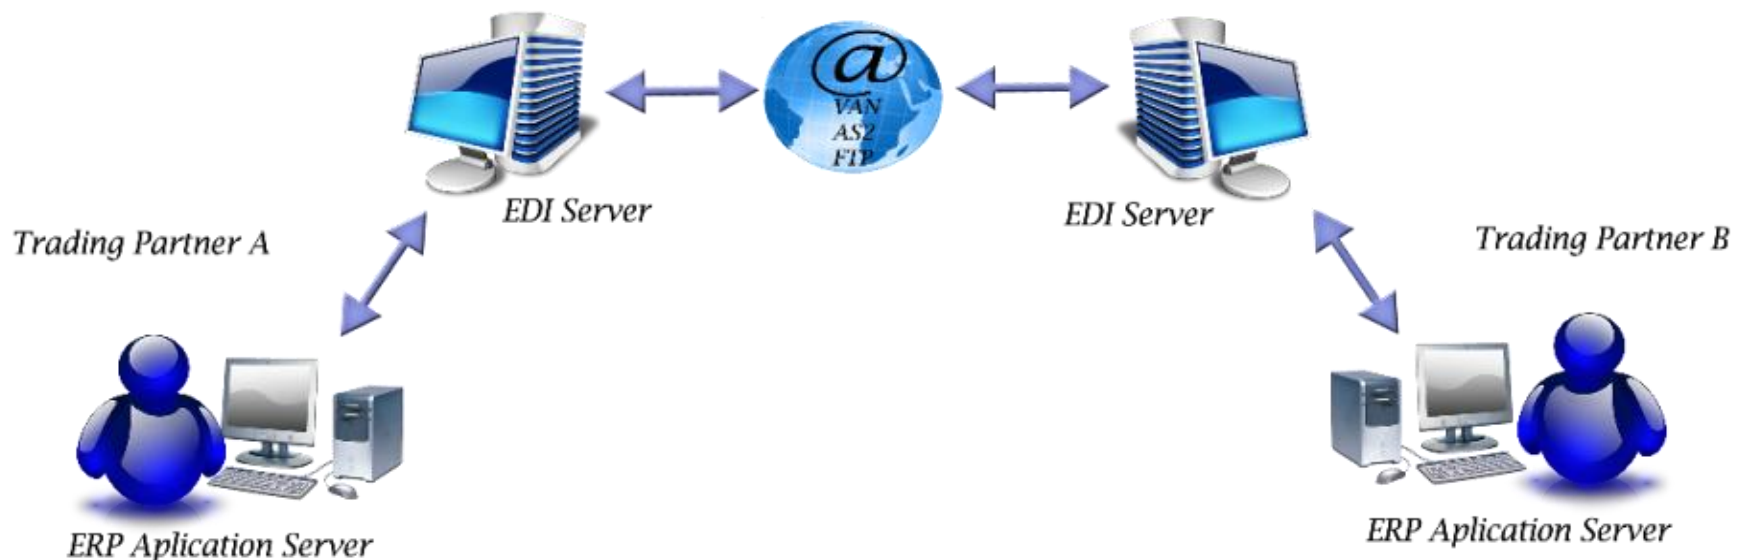 @
VAN
AS2
FTP
EDI Server
EDI Server
Trading Partner A
Trading Partner B
ERP Aplication Server
ERP Aplication Server